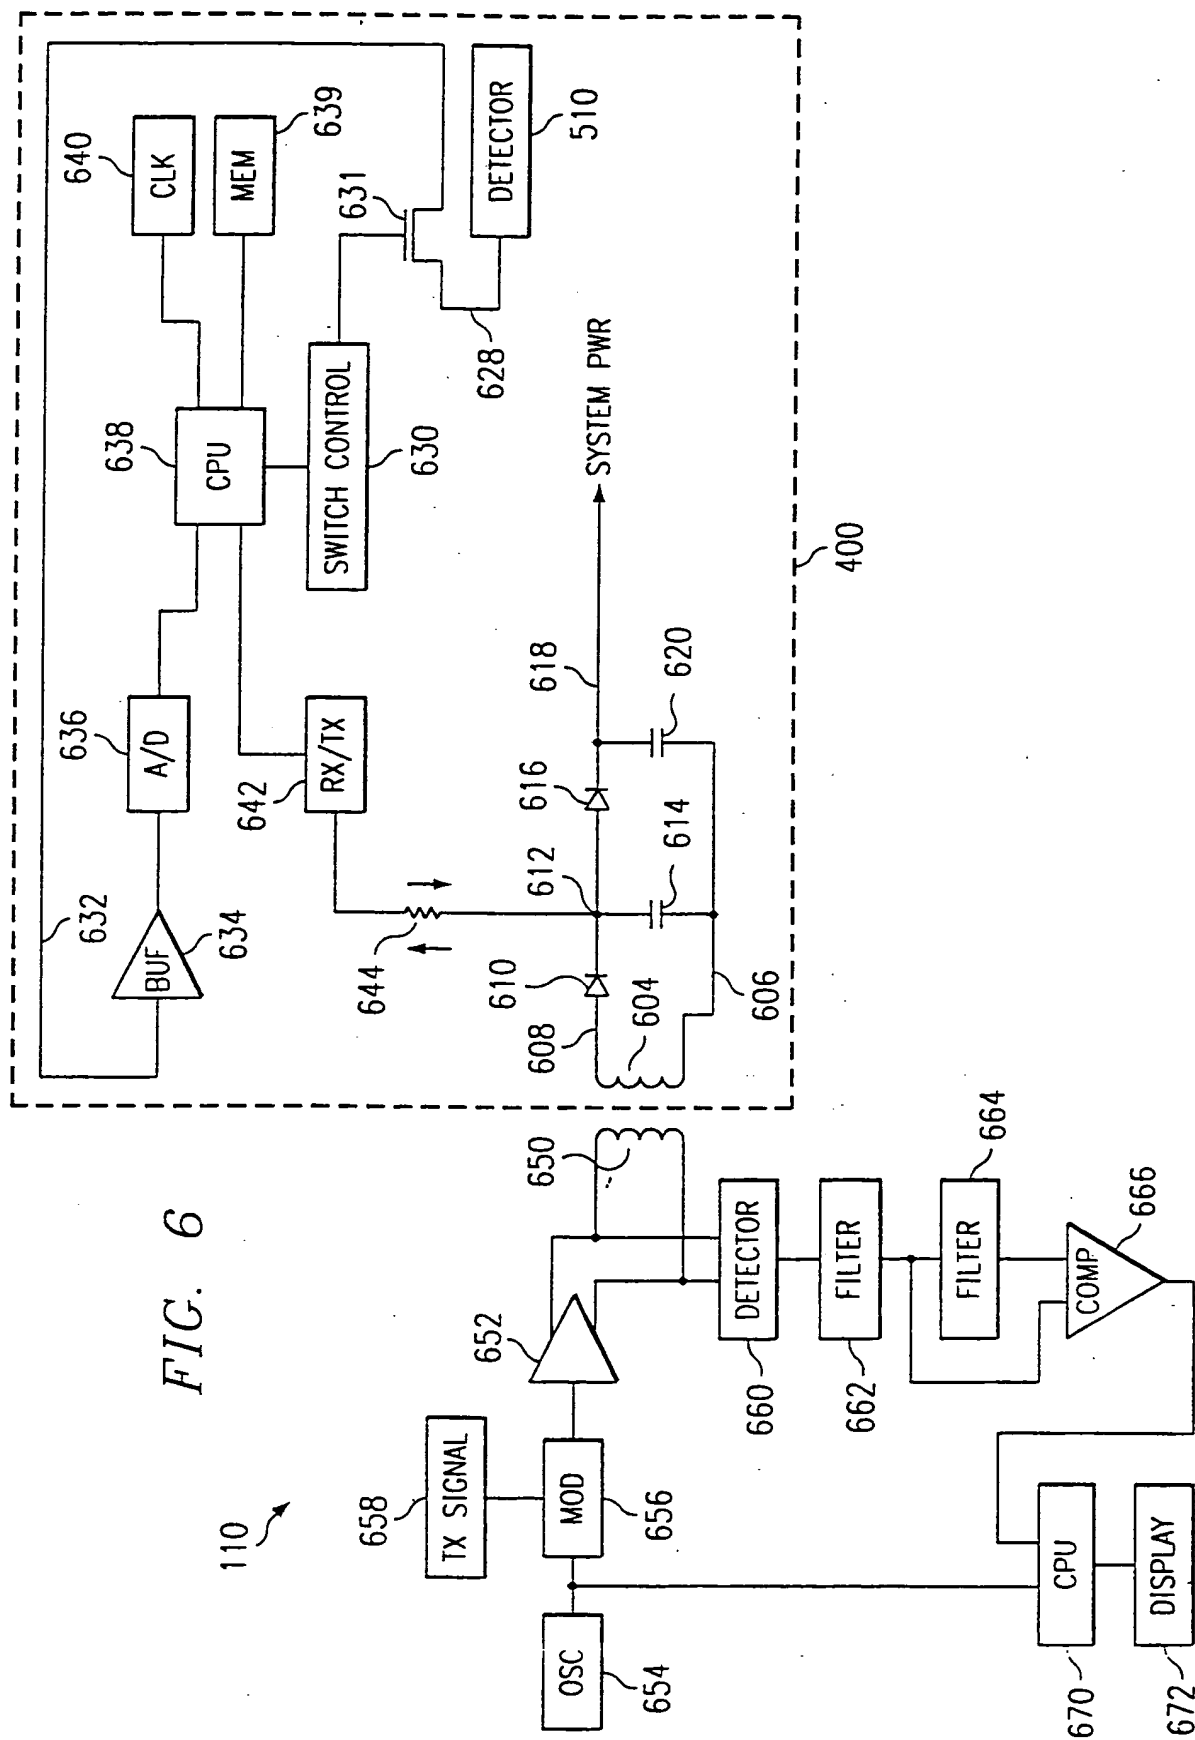 FIG. 6
110
400
632
BUF
634
636
A/D
638
CPU
640
CLK
MEM
639
642
RX/TX
SWITCH CONTROL
630
631
628
DETECTOR
510
644
608
610
612
616
618
SYSTEM PWR
604
606
614
620
650
652
658
TX SIGNAL
OSC
654
MOD
656
DETECTOR
660
FILTER
662
FILTER
664
COMP
666
CPU
670
DISPLAY
672